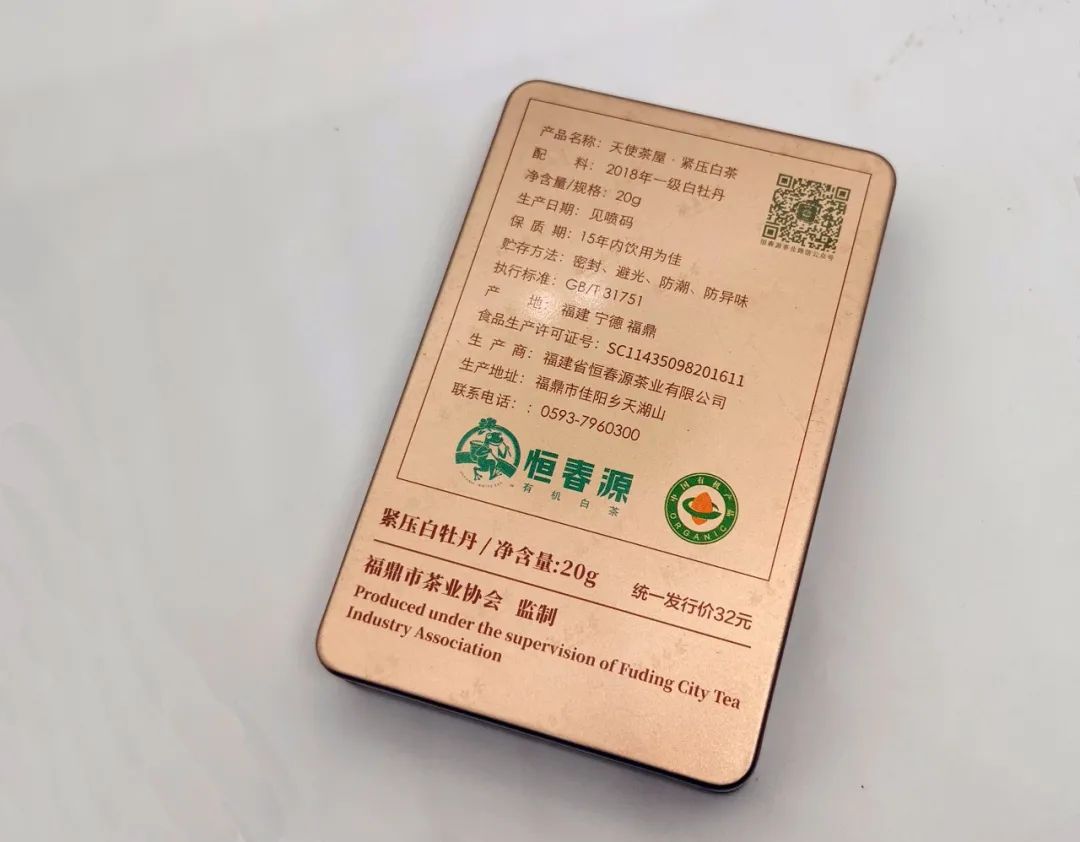 产品名称：天使茶屋·紧压白茶
配　　料：2018年一级白牡丹
净含量/规格：20g
生产日期：见喷码
保 质 期：15年内饮用为佳
贮存方法：密封、避光、防潮、防异味
执行标准：GB/T 31751
产　　地：福建 宁德 福鼎
食品生产许可证号：SC11435098201611
生 产 商：福建省恒春源茶业有限公司
生产地址：福鼎市佳阳乡天湖山
联系电话：：0593-7960300
恒春源
有机白茶
中国有机产品
ORGANIC
紧压白牡丹/净含量:20g
统一发行价32元
福鼎市茶业协会 监制
Produced under the supervision of Fuding City Tea
Industry Association